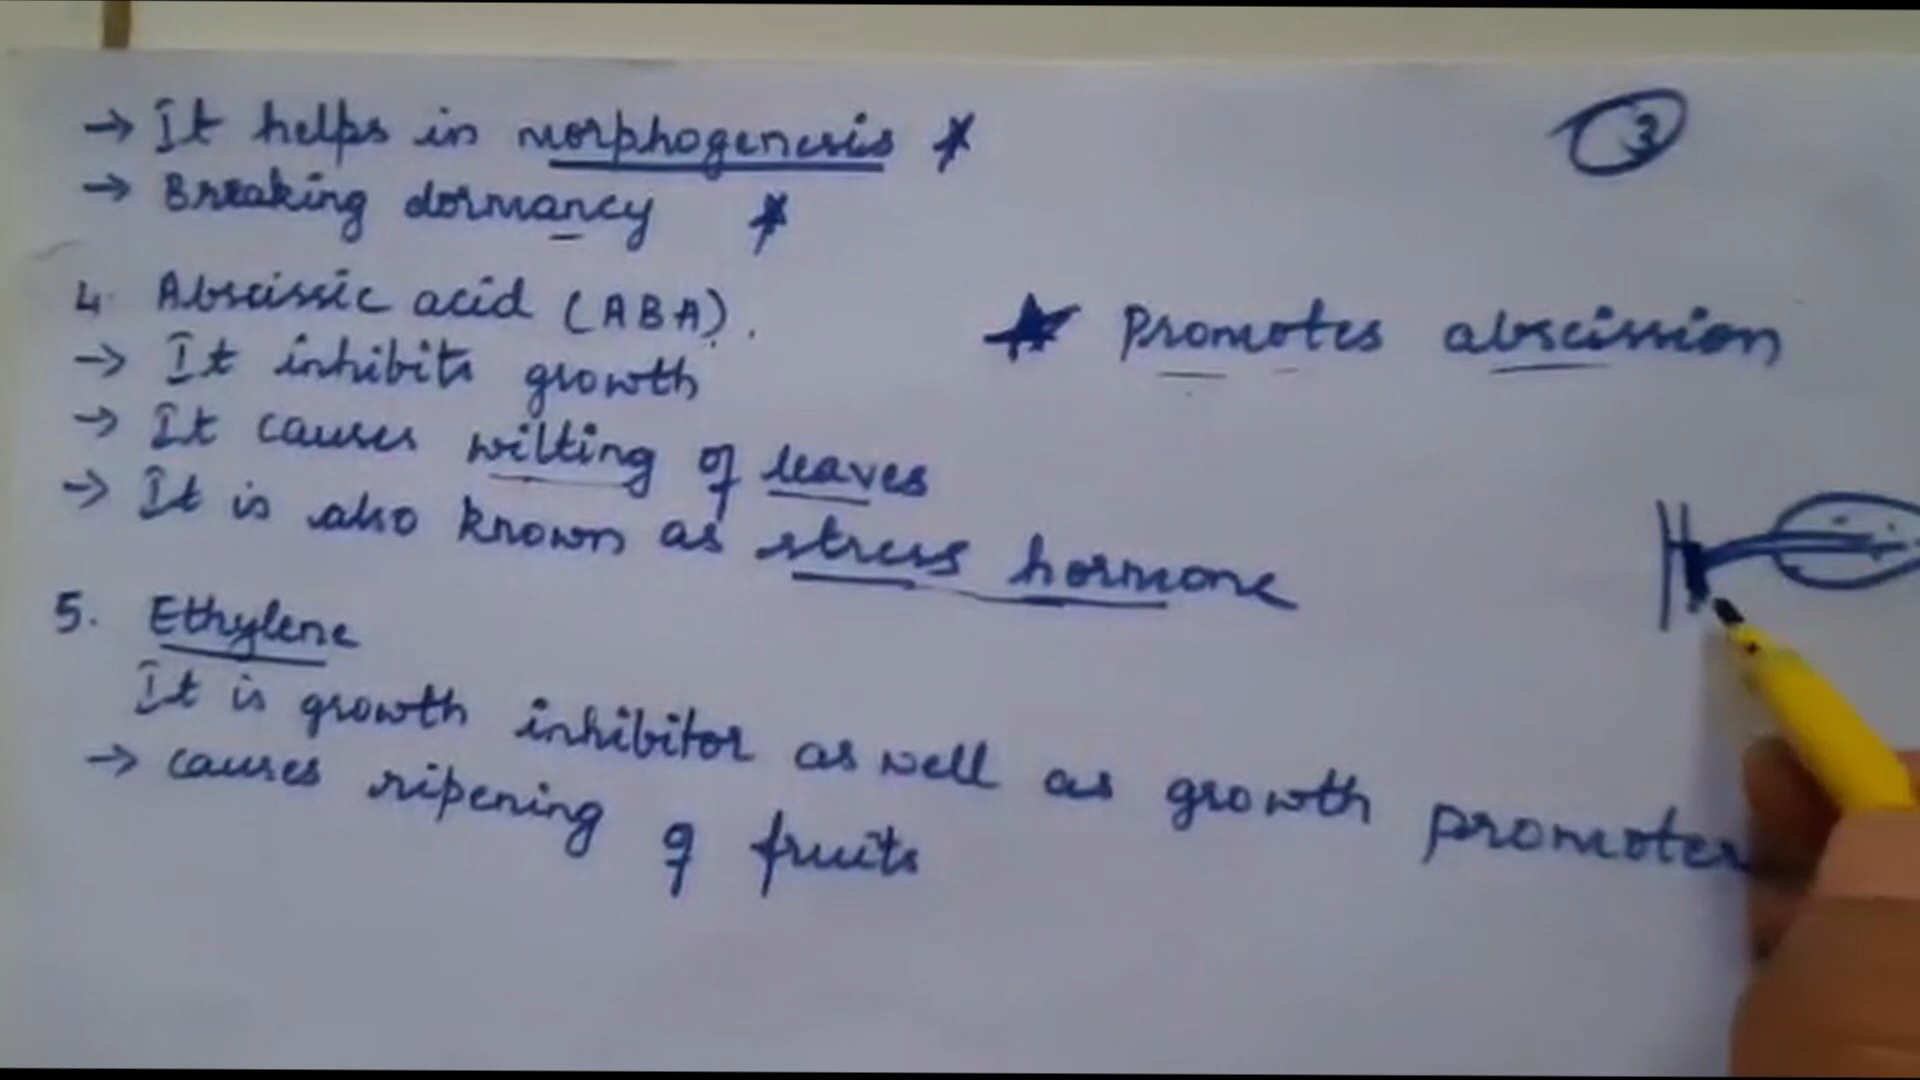 → It helps in morphogenesis *
3
→ Breaking dormancy *
4. Abscissic acid (ABA).
★ Promotes abscission
→ It inhibits growth
→ It causes wilting of leaves
→ It is also known as stress hormone
5. Ethylene
It is growth inhibitor as well as growth promoter
→ causes ripening of fruits